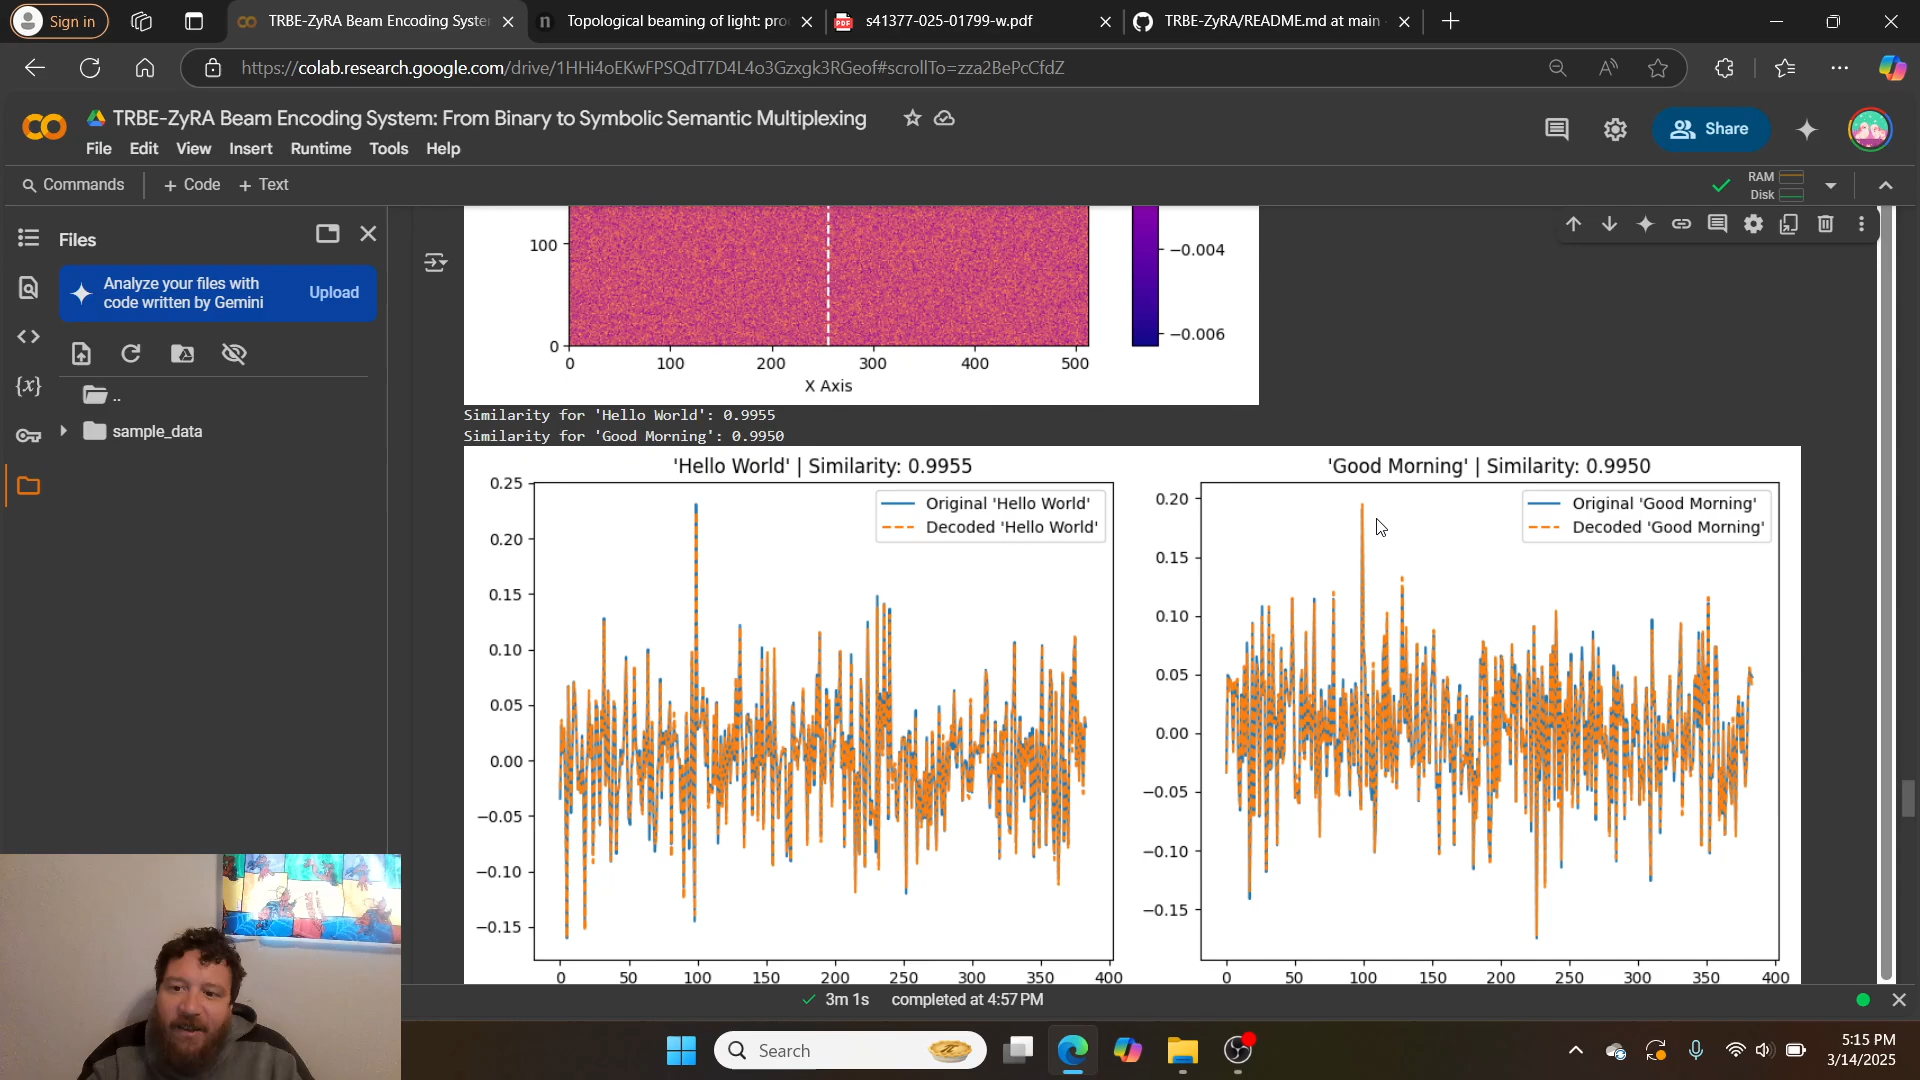 Sign in
TRBE-ZyRA Beam Encoding Syste
Topological beaming of light: pro
PDF
s41377-025-01799-w.pdf
TRBE-ZyRA/README.md at main
https://colab.research.google.com/drive/1HHi4oEKwFPSQdT7D4L4o3Gzxgk3RGeof#scrollTo=zza2BePcCfdZ
TRBE-ZyRA Beam Encoding System: From Binary to Symbolic Semantic Multiplexing
File Edit View Insert Runtime Tools Help
Share
Commands + Code + Text
RAM
Disk
Files
Analyze your files with
code written by Gemini
Upload
..
sample_data
100
0
0 100 200 300 400 500
X Axis
−0.004
−0.006
Similarity for 'Hello World': 0.9955
Similarity for 'Good Morning': 0.9950
'Hello World' | Similarity: 0.9955
Original 'Hello World'
Decoded 'Hello World'
0.25
0.20
0.15
0.10
0.05
0.00
−0.05
−0.10
−0.15
0 50 100 150 200 250 300 350 400
'Good Morning' | Similarity: 0.9950
Original 'Good Morning'
Decoded 'Good Morning'
0.20
0.15
0.10
0.05
0.00
−0.05
−0.10
−0.15
0 50 100 150 200 250 300 350 400
3m 1s completed at 4:57 PM
Search
5:15 PM
3/14/2025